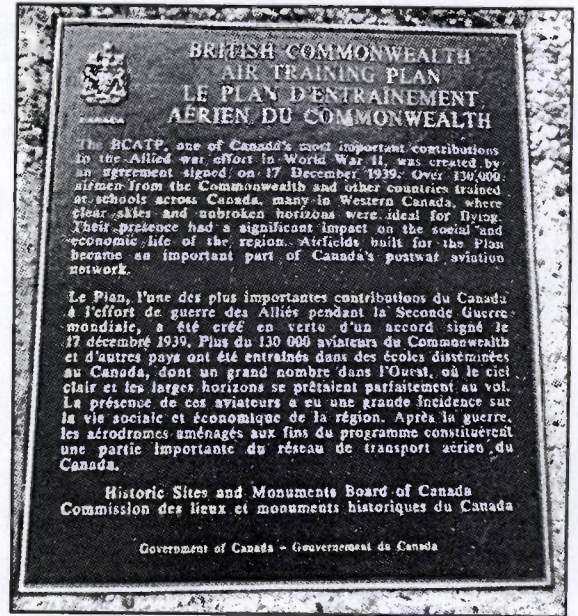 BRITISH COMMONWEALTH
AIR TRAINING PLAN
LE PLAN D'ENTRAINEMENT
AÉRIEN DU COMMONWEALTH
CANADA
The BCATP, one of Canada's most important contributions
to the Allied war effort in World War II, was created by
an agreement signed on 17 December 1939. Over 130,000
airmen from the Commonwealth and other countries trained
at schools across Canada, many in Western Canada, where
clear skies and unbroken horizons were ideal for flying.
Their presence had a significant impact on the social and
economic life of the region. Airfields built for the Plan
became an important part of Canada's postwar aviation
network.
Le Plan, l'une des plus importantes contributions du Canada
à l'effort de guerre des Alliés pendant la Seconde Guerre
mondiale, a été créé en vertu d'un accord signé le
17 décembre 1939. Plus du 130 000 aviateurs du Commonwealth
et d'autres pays ont été entraînés dans des écoles disséminées
au Canada, dont un grand nombre dans l'Ouest, où le ciel
clair et les larges horizons se prêtaient parfaitement au vol.
La présence de ces aviateurs a eu une grande incidence sur
la vie sociale et économique de la région. Après la guerre,
les aérodromes aménagés aux fins du programme constituèrent
une partie importante du réseau de transport aérien du
Canada.
Historic Sites and Monuments Board of Canada
Commission des lieux et monuments historiques du Canada
Government of Canada - Gouvernement du Canada